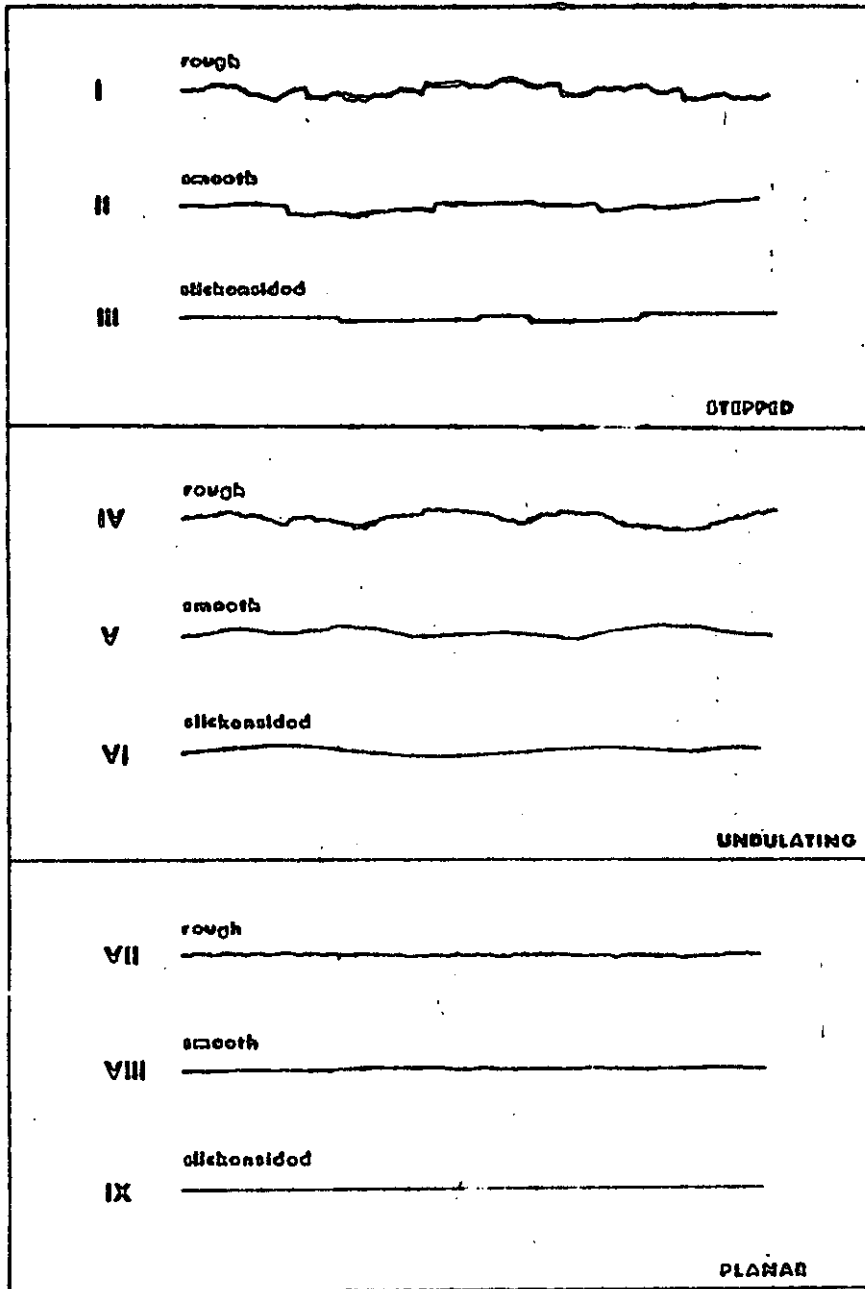 rough
I
smooth
II
slickensided
III
STEPPED
rough
IV
smooth
V
slickensided
VI
UNDULATING
rough
VII
smooth
VIII
slickensided
IX
PLANAR